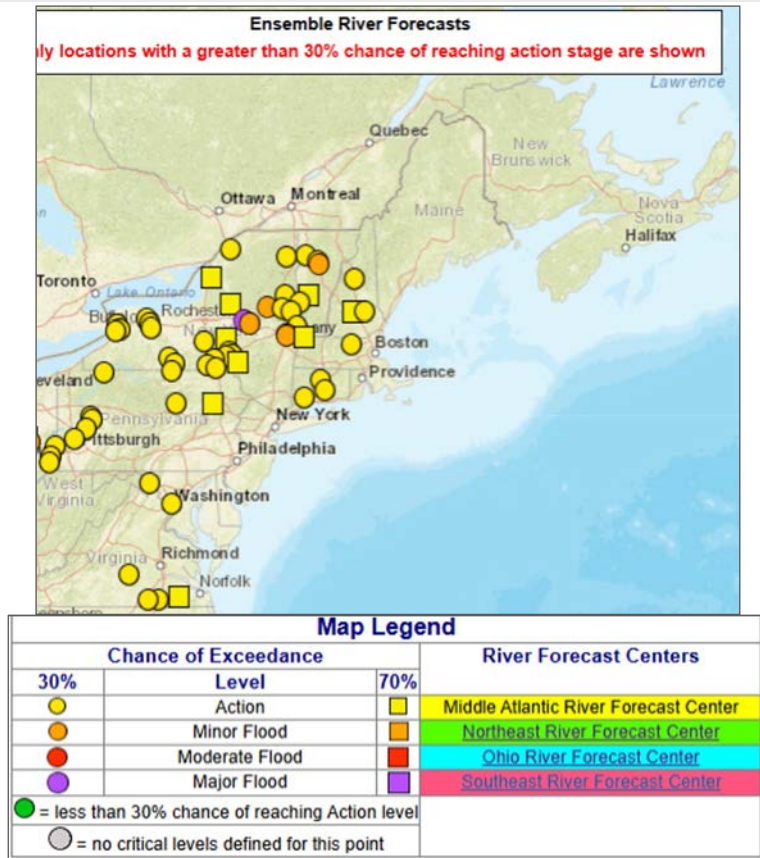 Ensemble River Forecasts
ly locations with a greater than 30% chance of reaching action stage are shown
Lawrence
Quebec
New
Brunswick
Ottawa Montreal
Maine
Nova
Scotia
Halifax
Toronto
Lake Ontario
Rochest
Boston
Providence
eveland
Pennsylvania
New York
ittsburgh
Philadelphia
West
Virginia
Washington
Virginia
Richmond
Norfolk
Map Legend
Chance of Exceedance River Forecast Centers
30% Level 70%
Action Middle Atlantic River Forecast Center
Minor Flood Northeast River Forecast Center
Moderate Flood Ohio River Forecast Center
Major Flood Southeast River Forecast Center
= less than 30% chance of reaching Action level
= no critical levels defined for this point